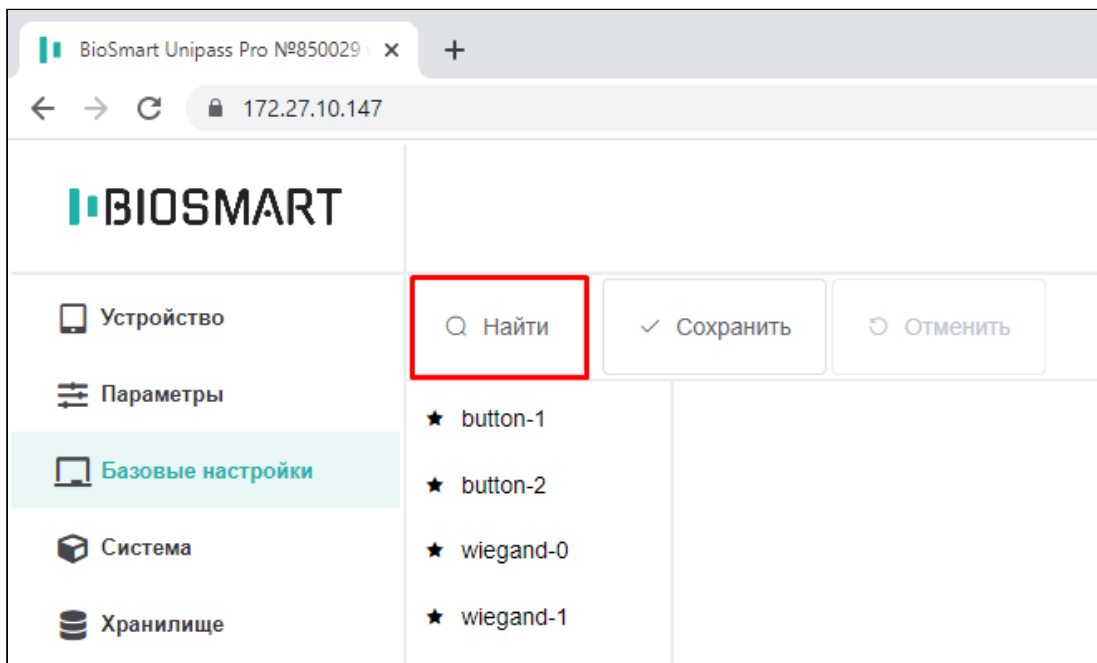 BioSmart Unipass Pro №850029
172.27.10.147
BIOSMART
Найти
Сохранить
Отменить
Устройство
Параметры
Базовые настройки
Система
Хранилище
button-1
button-2
wiegand-0
wiegand-1